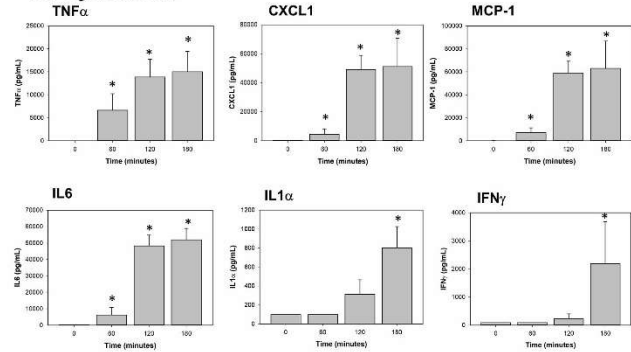 TNFα
CXCL1
MCP-1
25000
20000
15000
10000
5000
0
TNFα (pg/mL)
* * *
0 60 120 180
Time (minutes)
80000
60000
40000
20000
0
CXCL1 (pg/mL)
* * *
0 60 120 180
Time (minutes)
100000
80000
60000
40000
20000
0
MCP-1 (pg/mL)
* * *
0 60 120 180
Time (minutes)
IL6
IL1α
IFNγ
70000
60000
50000
40000
30000
20000
10000
0
IL6 (pg/mL)
* * *
0 60 120 180
Time (minutes)
1200
1000
800
600
400
200
0
IL1α (pg/mL)
*
0 60 120 180
Time (minutes)
4000
3000
2000
1000
0
IFNγ (pg/mL)
*
0 60 120 180
Time (minutes)